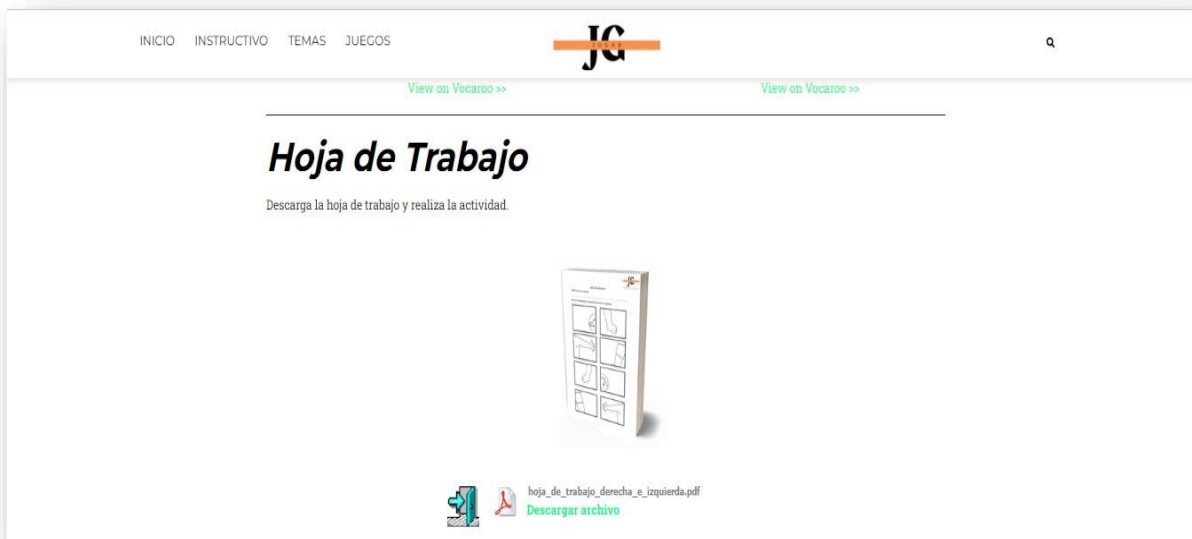 INICIO INSTRUCTIVO TEMAS JUEGOS
JG
JUGAR
View on Vocaroo >> View on Vocaroo >>
Hoja de Trabajo
Descarga la hoja de trabajo y realiza la actividad.
hoja_de_trabajo_derecha_e_izquierda.pdf
Descargar archivo